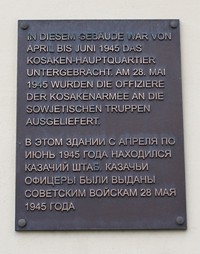 IN DIESEM GEBÄUDE WAR VON
APRIL BIS JUNI 1945 DAS
KOSAKEN-HAUPTQUARTIER
UNTERGEBRACHT. AM 28. MAI
1945 WURDEN DIE OFFIZIERE
DER KOSAKENARMEE AN DIE
SOWJETISCHEN TRUPPEN
AUSGELIEFERT.
В ЭТОМ ЗДАНИИ С АПРЕЛЯ ПО
ИЮНЬ 1945 ГОДА НАХОДИЛСЯ
КАЗАЧИЙ ШТАБ. КАЗАЧЬИ
ОФИЦЕРЫ БЫЛИ ВЫДАНЫ
СОВЕТСКИМ ВОЙСКАМ 28 МАЯ
1945 ГОДА